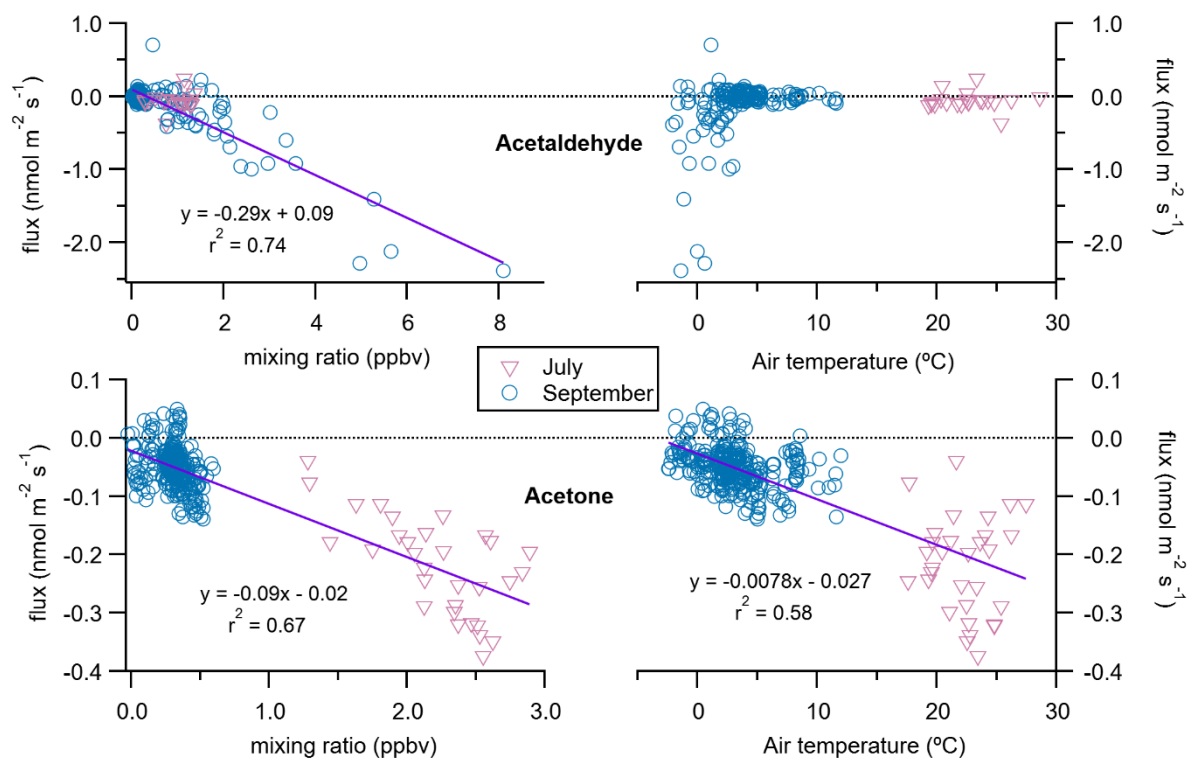 1.0
0.0
-1.0
-2.0
flux (nmol m⁻² s⁻¹)
y = -0.29x + 0.09
r² = 0.74
0 2 4 6 8
mixing ratio (ppbv)
Acetaldehyde
1.0
0.0
-1.0
-2.0
flux (nmol m⁻² s⁻¹)
0 10 20 30
Air temperature (ºC)
July
September
0.1
0.0
-0.1
-0.2
-0.3
-0.4
flux (nmol m⁻² s⁻¹)
y = -0.09x - 0.02
r² = 0.67
0.0 1.0 2.0 3.0
mixing ratio (ppbv)
Acetone
y = -0.0078x - 0.027
r² = 0.58
0.1
0.0
-0.1
-0.2
-0.3
-0.4
flux (nmol m⁻² s⁻¹)
0 10 20 30
Air temperature (ºC)